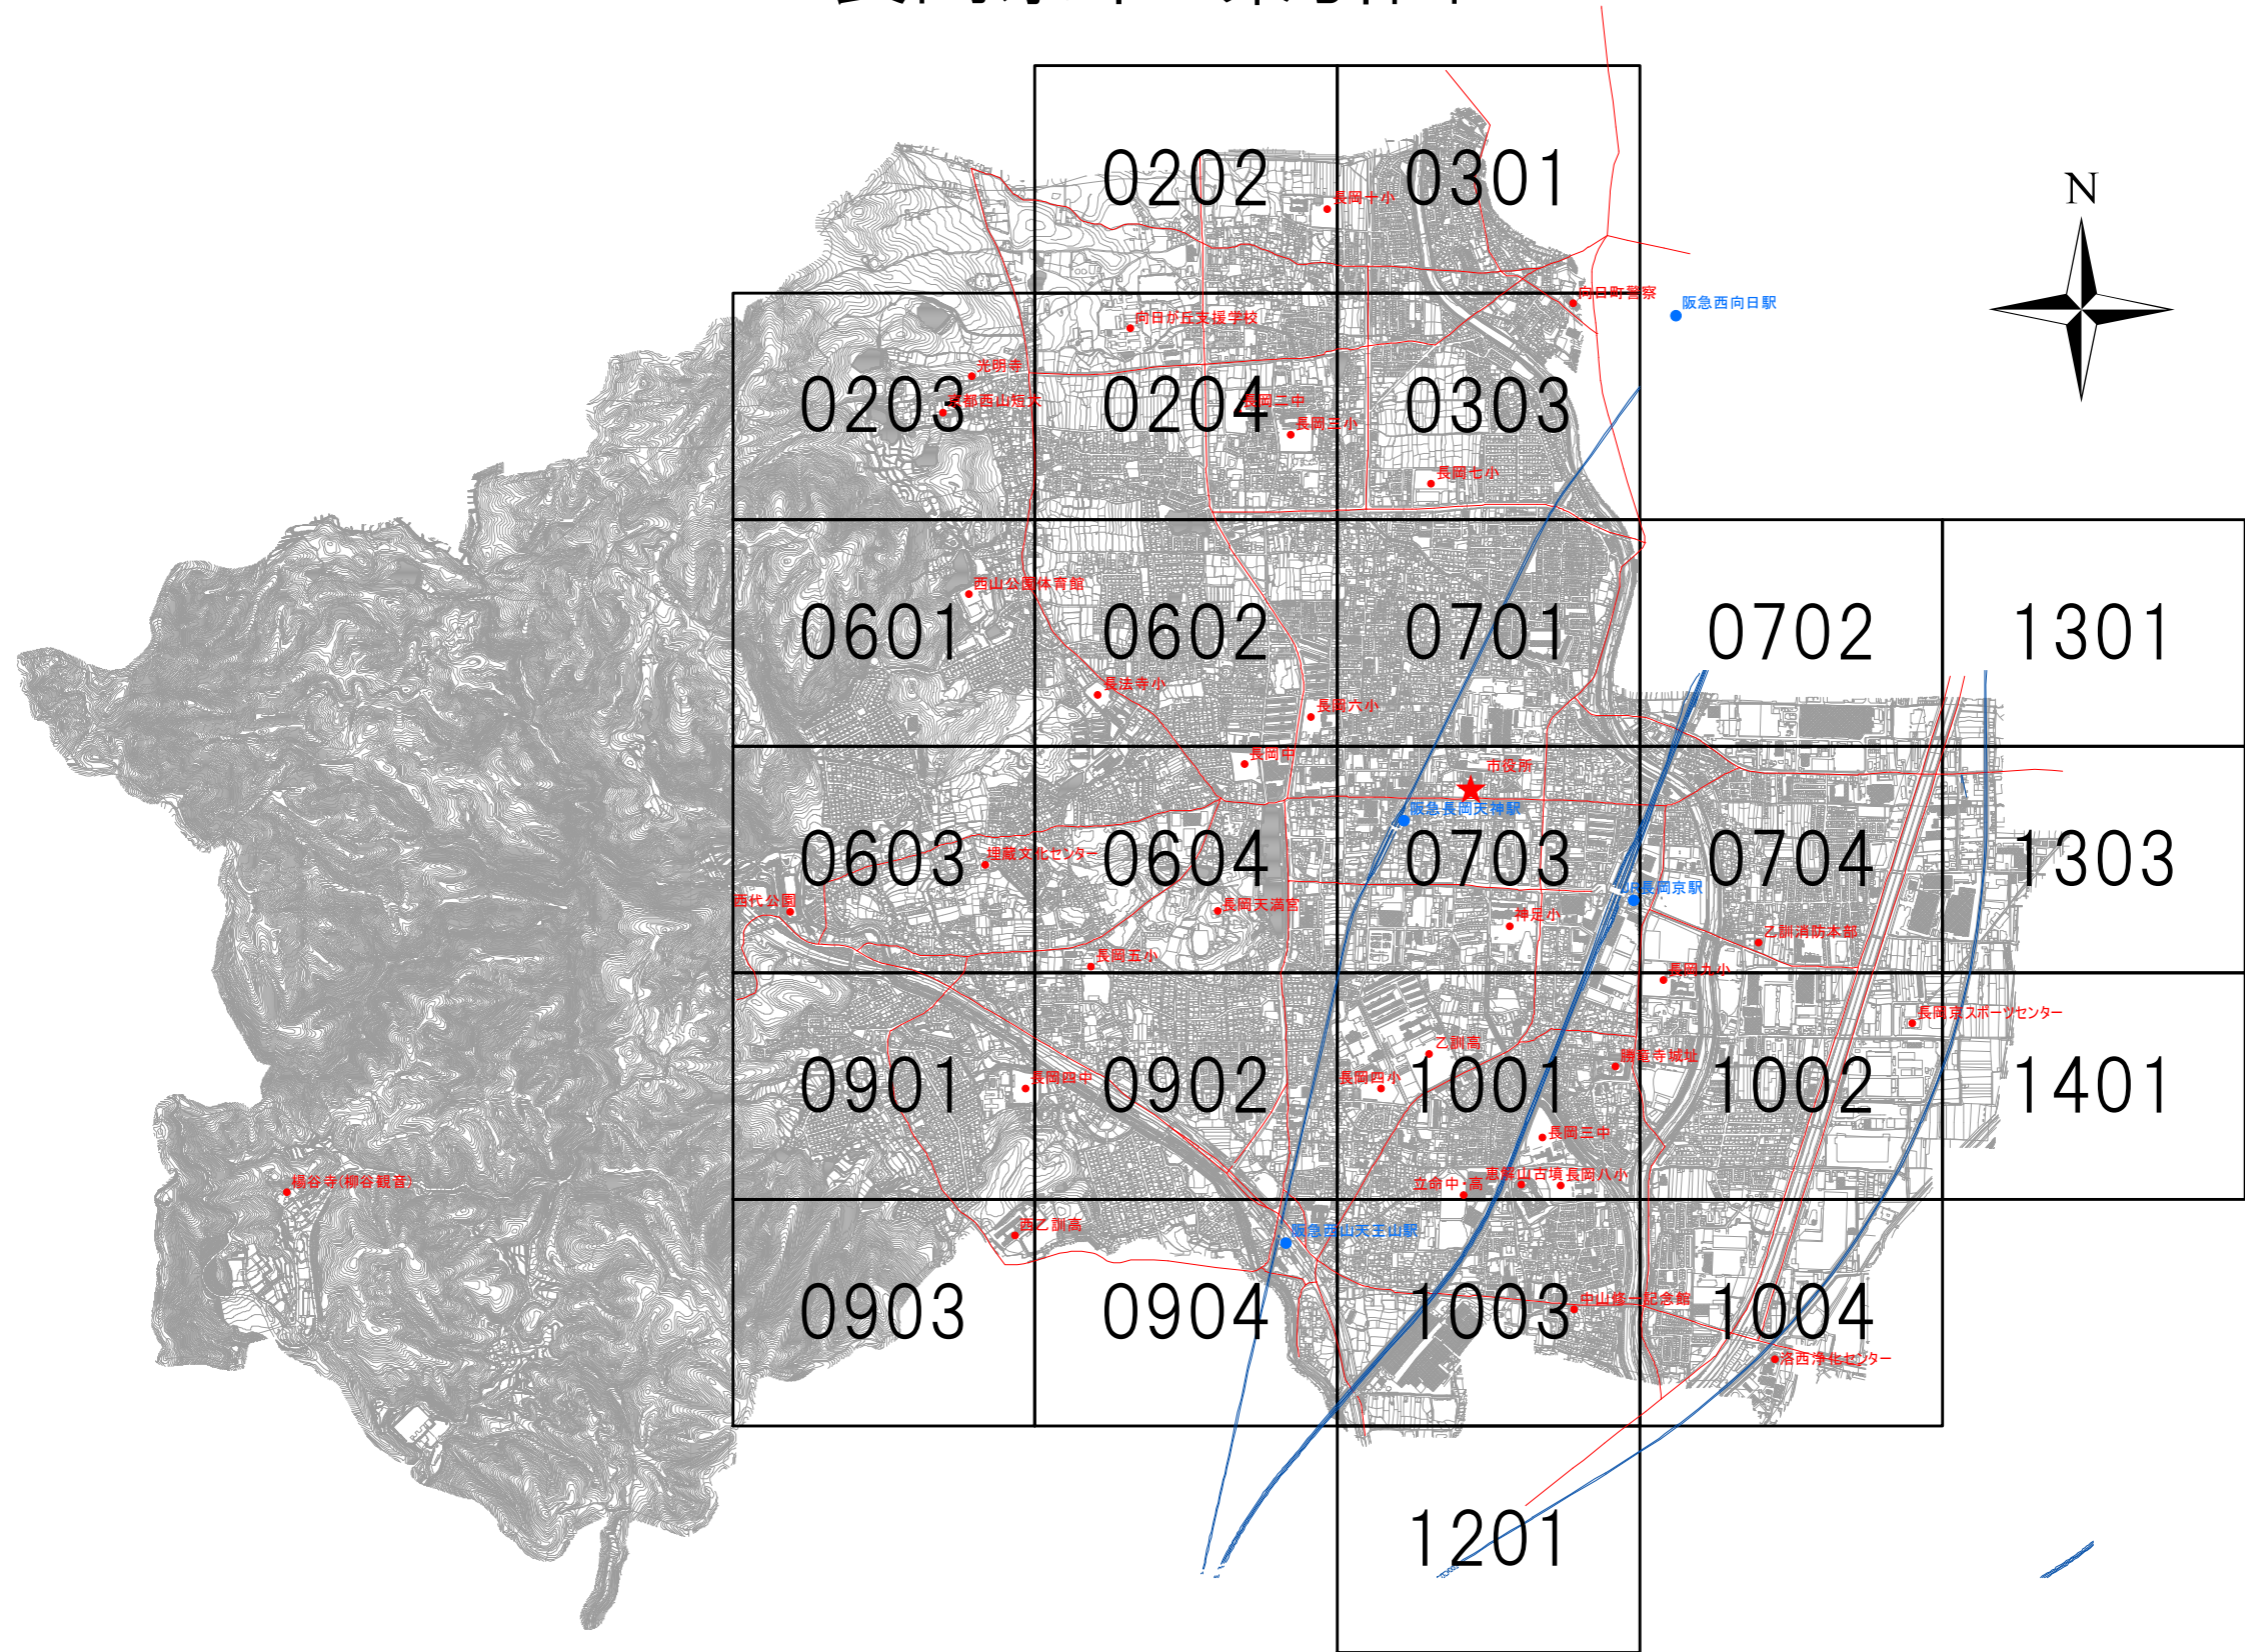 N
0202
0301
長岡十小
向日町警察
阪急西向日駅
向日が丘支援学校
光明寺
0203
京都西山短大
0204
長岡二中
長岡三小
0303
長岡七小
西山公園体育館
0601
0602
0701
0702
1301
長法寺小
長岡六小
長岡中
市役所
阪急長岡天神駅
0603
埋蔵文化センター
0604
0703
0704
1303
西代公園
長岡天満宮
JR長岡京駅
神足小
乙訓消防本部
長岡五小
長岡九小
長岡京スポーツセンター
乙訓高
勝竜寺城址
0901
長岡四中
0902
長岡四小
1001
1002
1401
長岡三中
楊谷寺(柳谷観音)
立命中・高
恵解山古墳
長岡八小
西乙訓高
阪急西山天王山駅
0903
0904
1003
中山修一記念館
1004
洛西浄化センター
1201